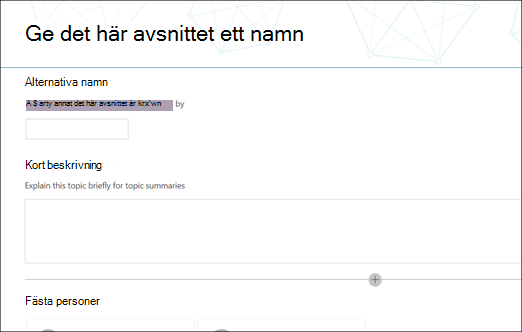 Ge det här avsnittet ett namn
Alternativa namn
A $ arty annat det här avsnittet är krx'wn by
Kort beskrivning
Explain this topic briefly for topic summaries
Fästa personer